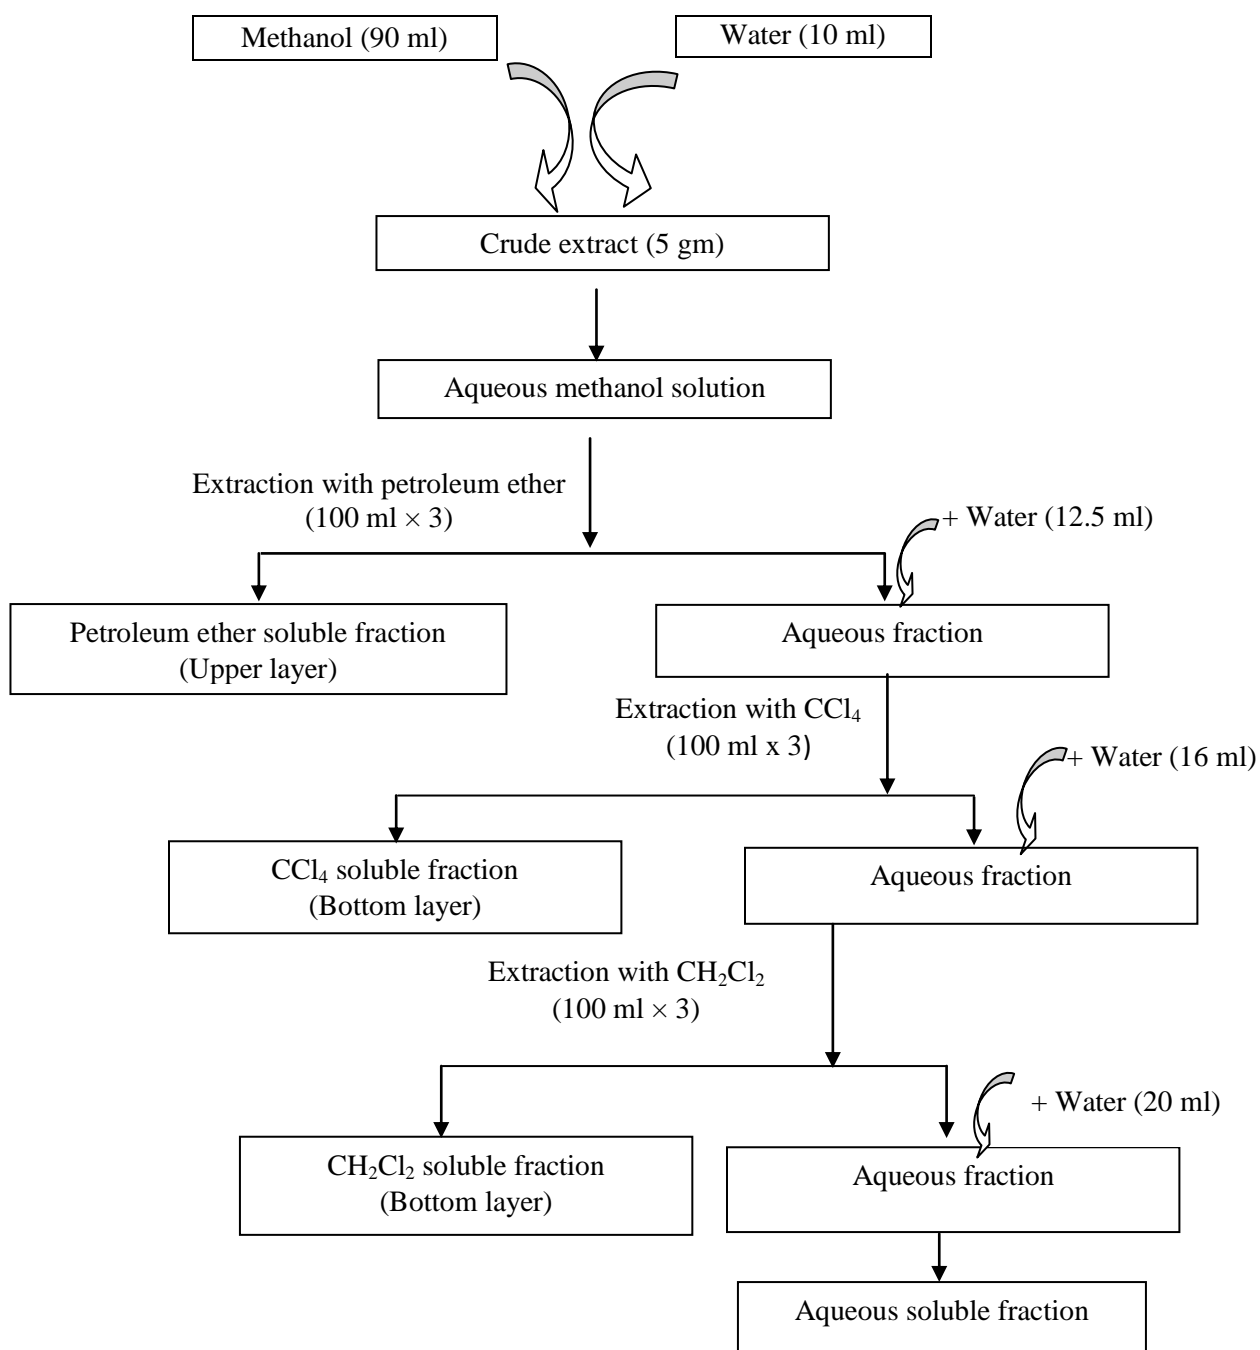 Methanol (90 ml)
Water (10 ml)
Crude extract (5 gm)
Aqueous methanol solution
Extraction with petroleum ether
(100 ml × 3)
+ Water (12.5 ml)
Petroleum ether soluble fraction
(Upper layer)
Aqueous fraction
Extraction with CCl₄
(100 ml x 3)
+ Water (16 ml)
CCl₄ soluble fraction
(Bottom layer)
Aqueous fraction
Extraction with CH₂Cl₂
(100 ml × 3)
+ Water (20 ml)
CH₂Cl₂ soluble fraction
(Bottom layer)
Aqueous fraction
Aqueous soluble fraction